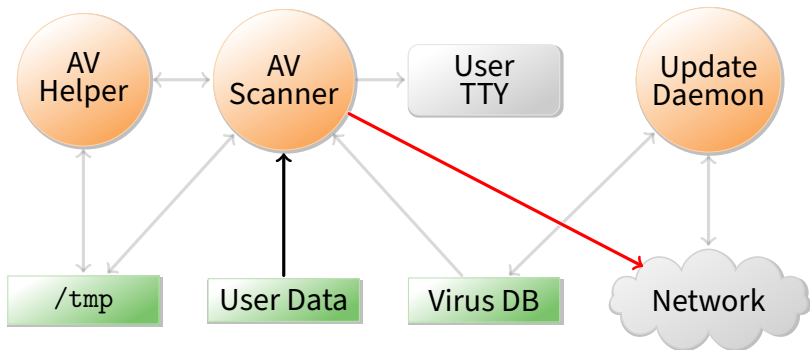 AV
Helper
AV
Scanner
User
TTY
Update
Daemon
/tmp
User Data
Virus DB
Network